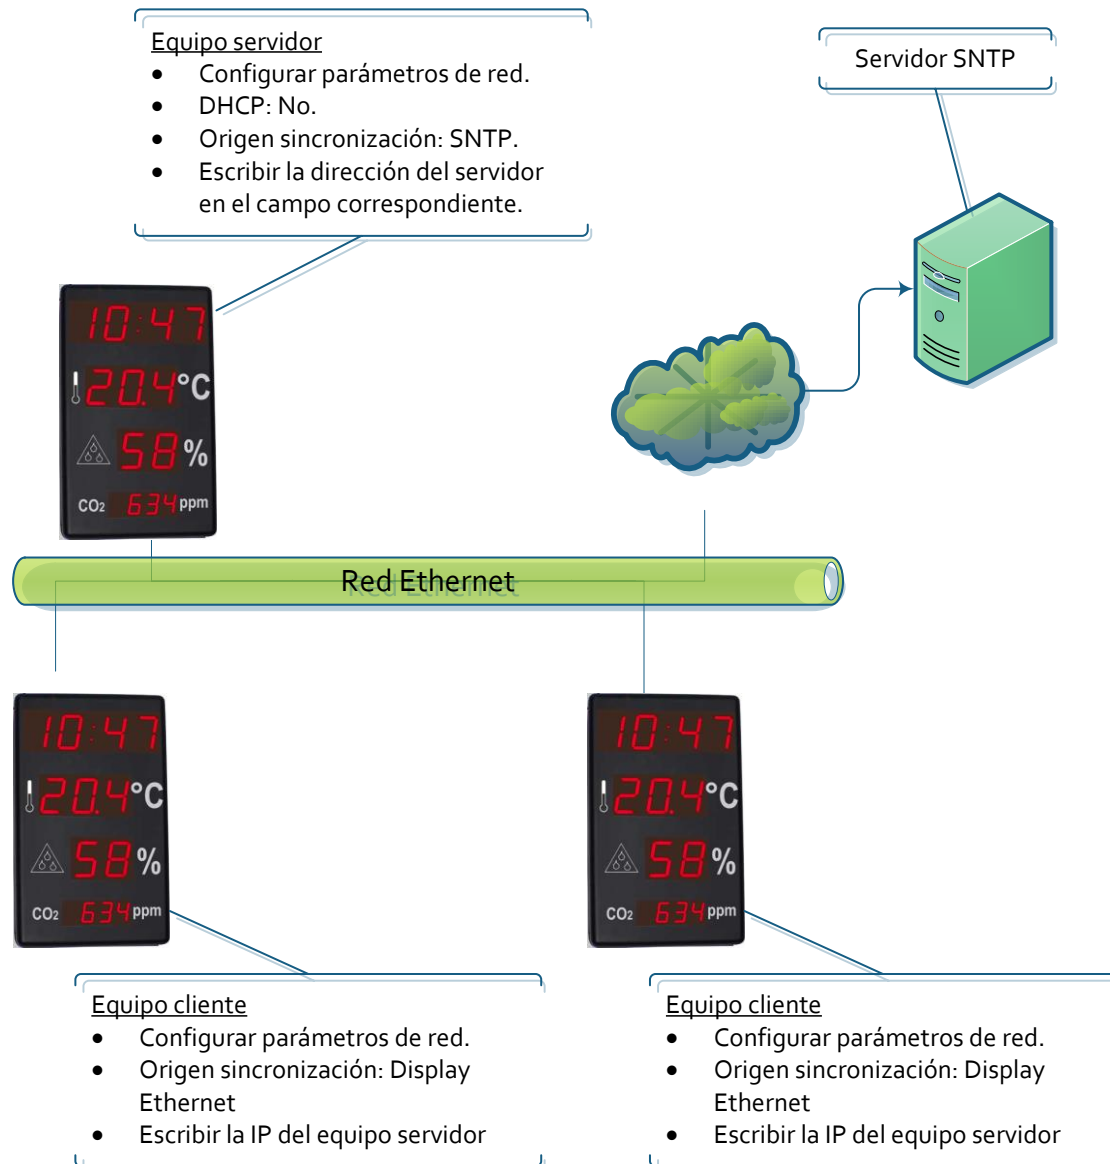 Equipo servidor
• Configurar parámetros de red.
• DHCP: No.
• Origen sincronización: SNTP.
• Escribir la dirección del servidor
en el campo correspondiente.
Servidor SNTP
10:47
20.4°C
58%
CO2 634 ppm
Red Ethernet
10:47
20.4°C
58%
CO2 634 ppm
10:47
20.4°C
58%
CO2 634 ppm
Equipo cliente
• Configurar parámetros de red.
• Origen sincronización: Display
Ethernet
• Escribir la IP del equipo servidor
Equipo cliente
• Configurar parámetros de red.
• Origen sincronización: Display
Ethernet
• Escribir la IP del equipo servidor